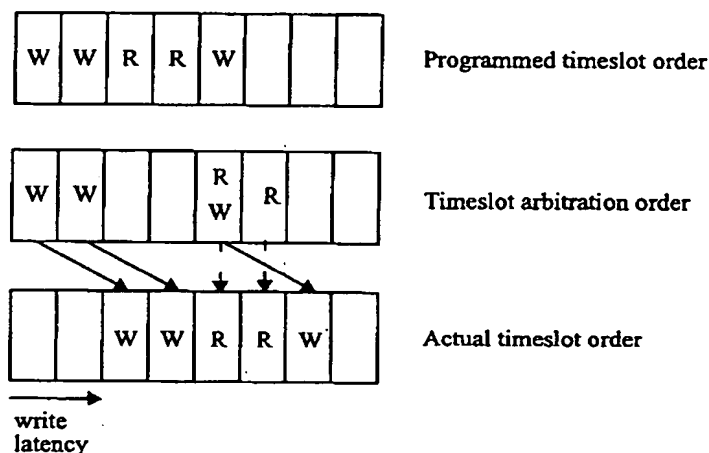 W W R R W
Programmed timeslot order
R
W W W R
Timeslot arbitration order
W W R R W
Actual timeslot order
write
latency